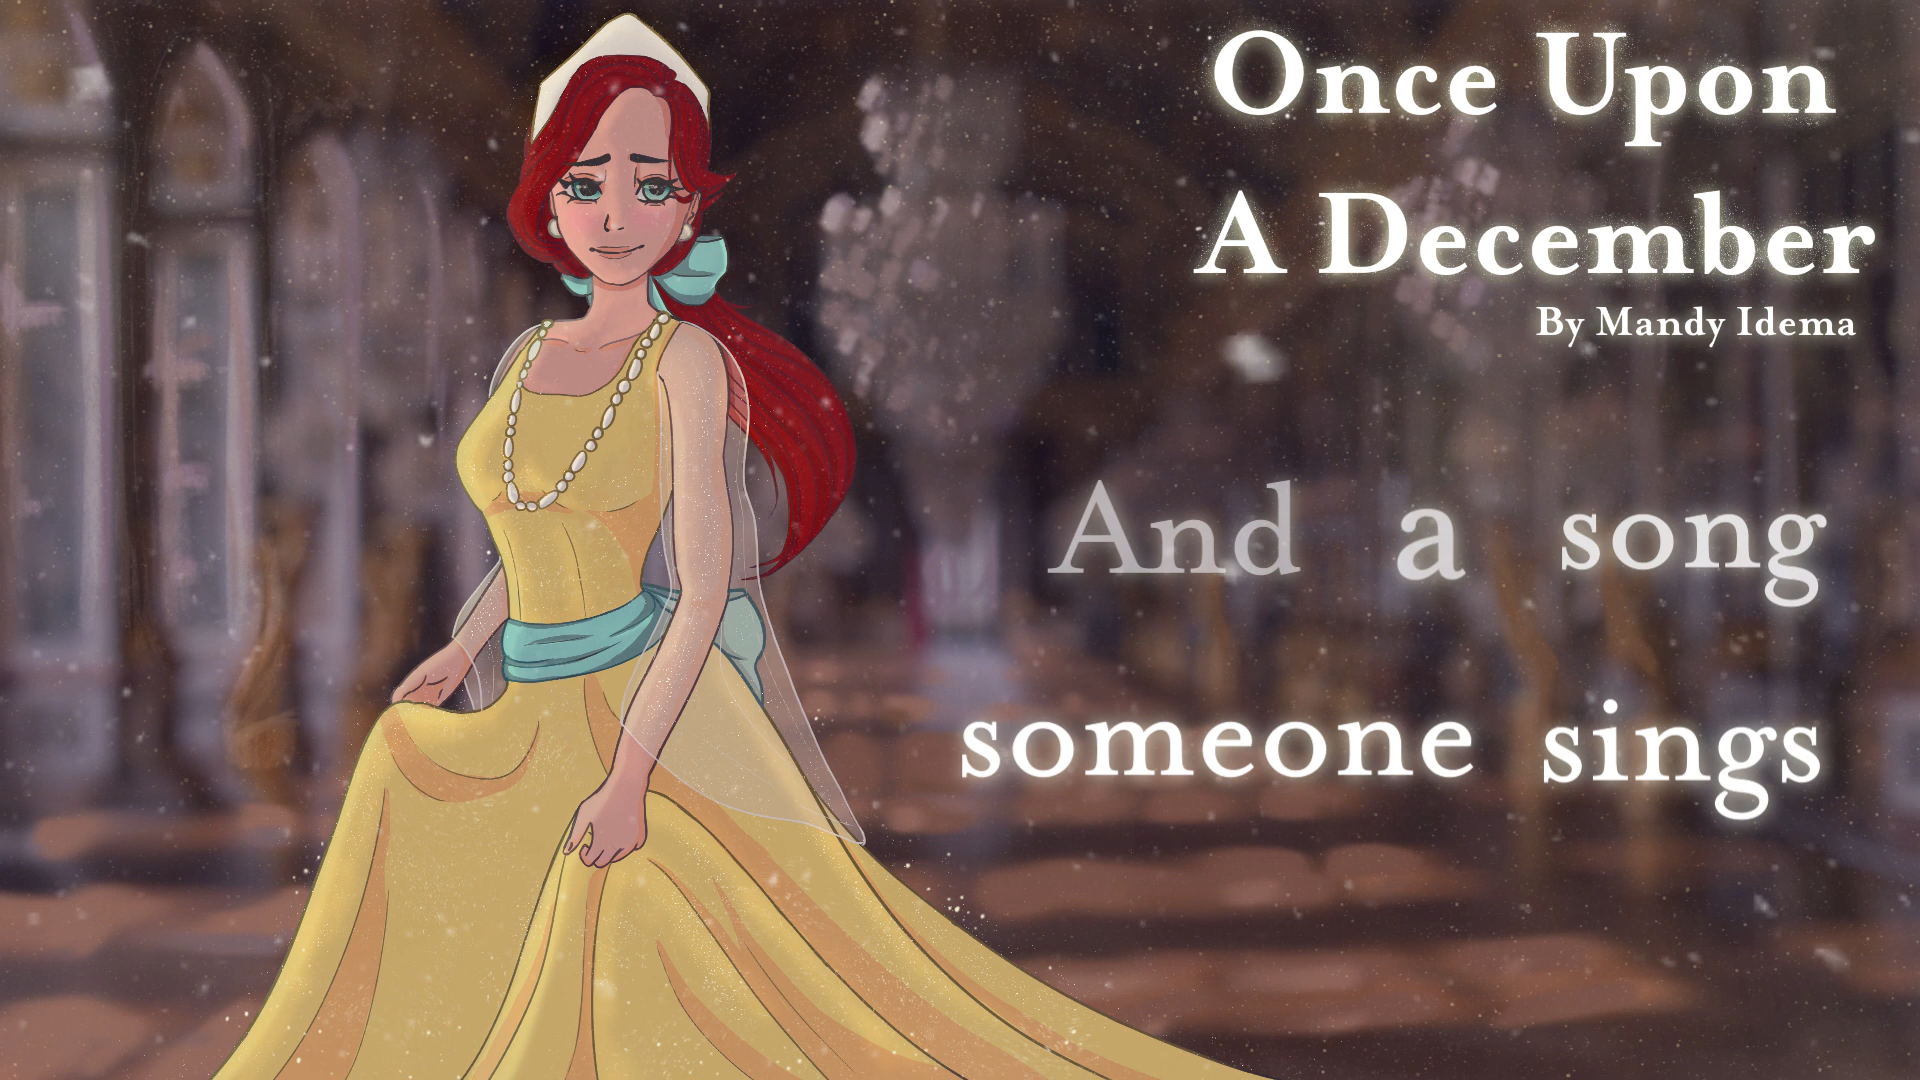 Once Upon
A December
By Mandy Idema
And a song
someone sings